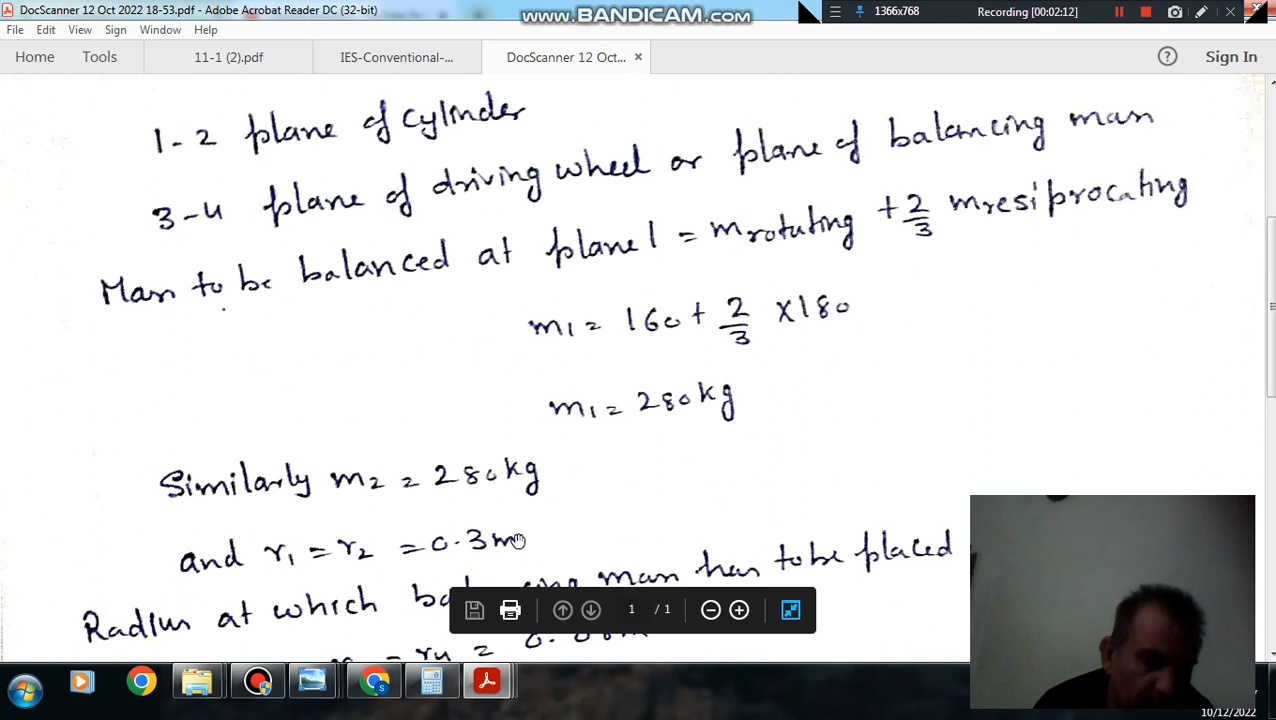 DocScanner 12 Oct 2022 18-53.pdf - Adobe Acrobat Reader DC (32-bit)
www.BANDICAM.com
1366x768
Recording [00:02:12]
File Edit View Sign Window Help
Home Tools 11-1 (2).pdf IES-Conventional-... DocScanner 12 Oct... × Sign In
1-2 plane of cylinder
3-4 plane of driving wheel or plane of balancing man
Man to be balanced at plane 1 = mrotating + 2/3 mresiprocating
m1 = 160 + 2/3 × 180
m1 = 280 kg
Similarly m2 = 280 kg
and r1 = r2 = 0.3m
Radius at which man has to be placed
1 / 1
r4 =
10/12/2022